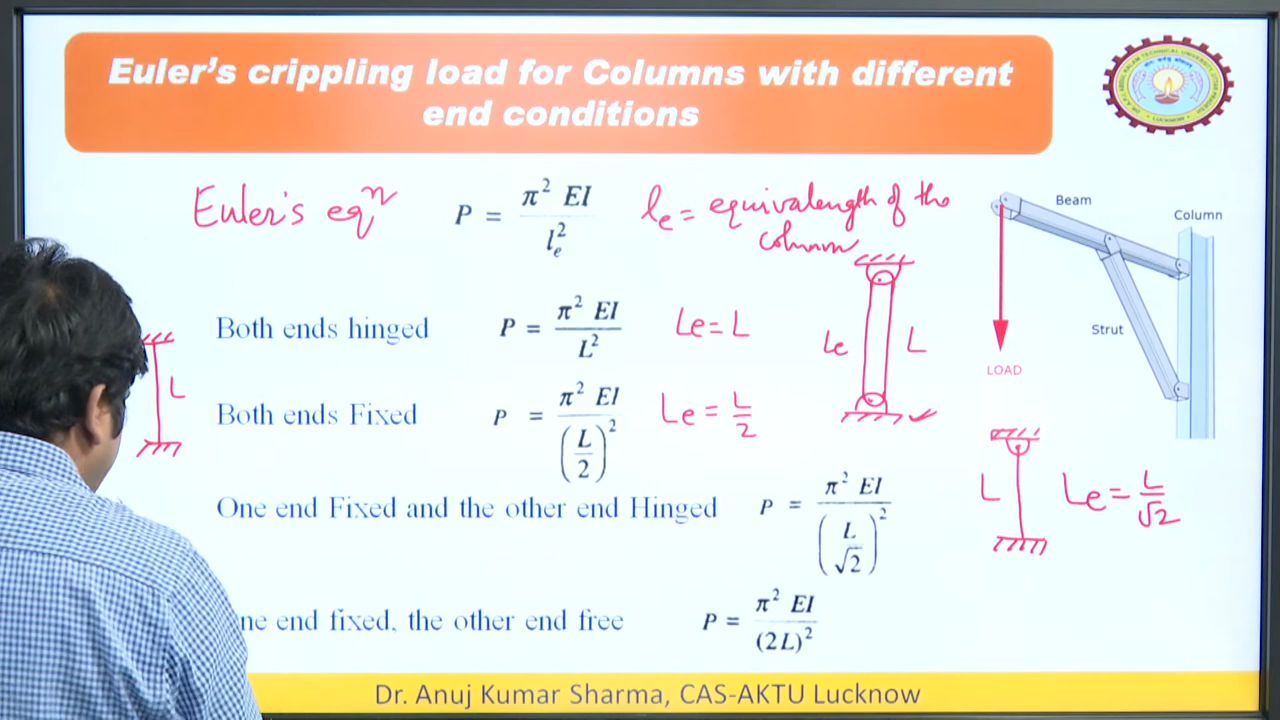 Euler's crippling load for Columns with different
end conditions
Euler's eqⁿ P = π² EI / lₑ² lₑ = equivalength of the
column
Beam
Column
Both ends hinged P = π² EI / L² Le = L
Le L
Strut
LOAD
L
Both ends Fixed P = π² EI / (L/2)² Le = L/2
One end Fixed and the other end Hinged P = π² EI / (L/√2)² L Le = L/√2
ne end fixed, the other end free P = π² EI / (2L)²
Dr. Anuj Kumar Sharma, CAS-AKTU Lucknow